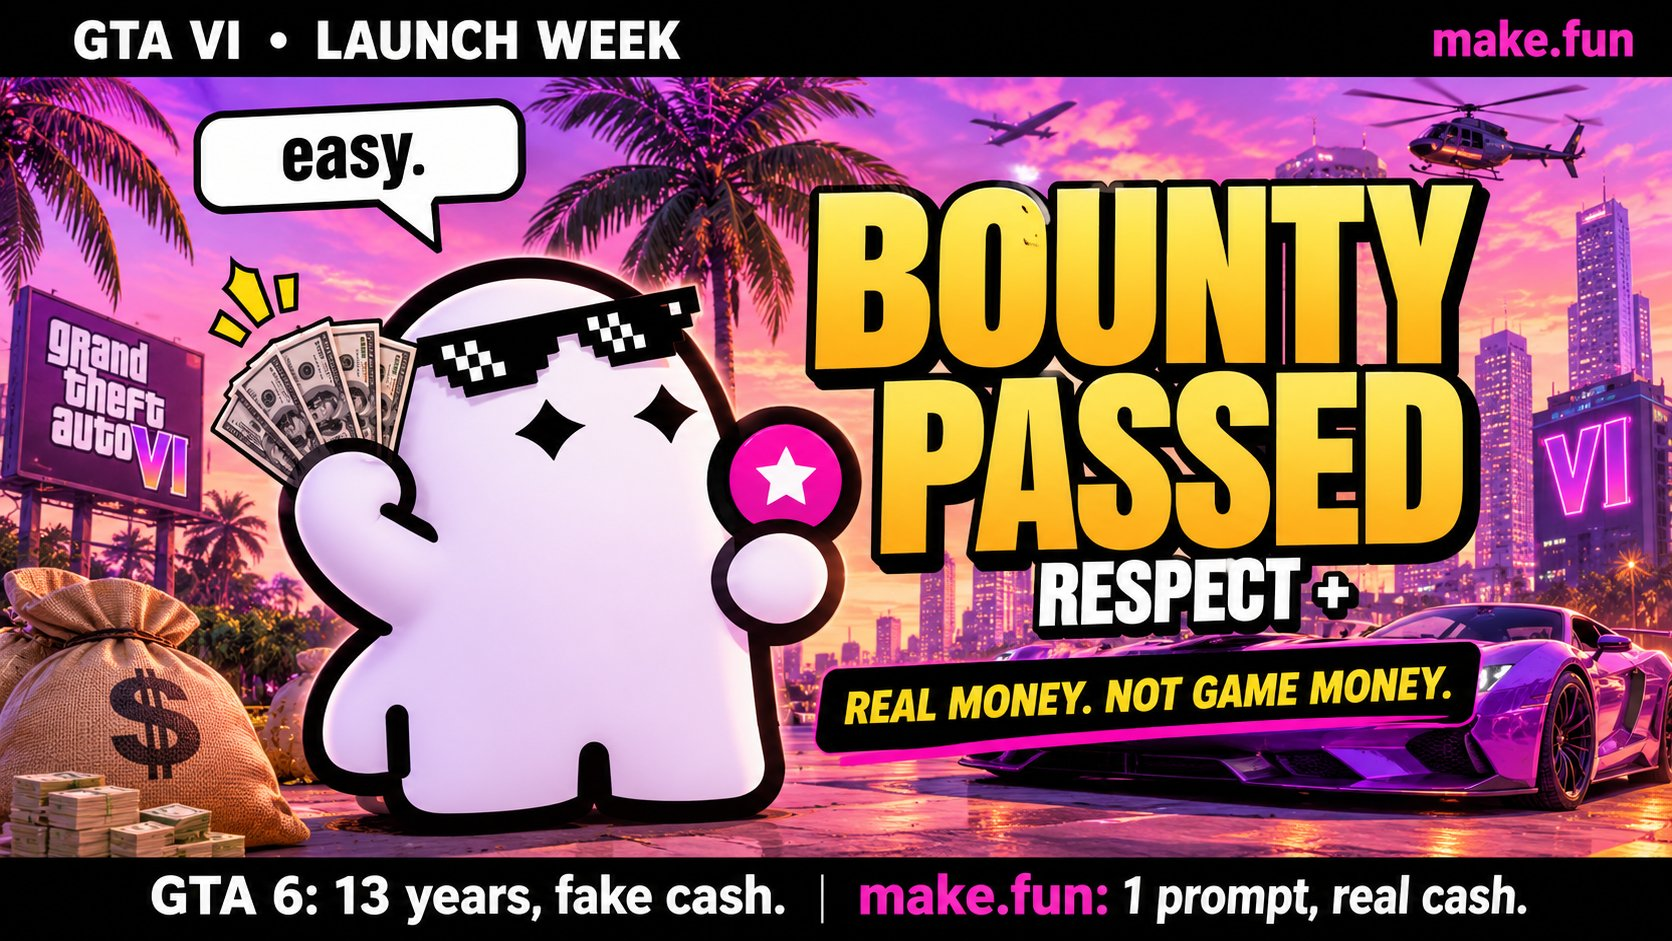 GTA VI • LAUNCH WEEK
make.fun
easy.
grand
theft
auto VI
BOUNTY
PASSED
RESPECT +
VI
REAL MONEY. NOT GAME MONEY.
$
GTA 6: 13 years, fake cash. | make.fun: 1 prompt, real cash.